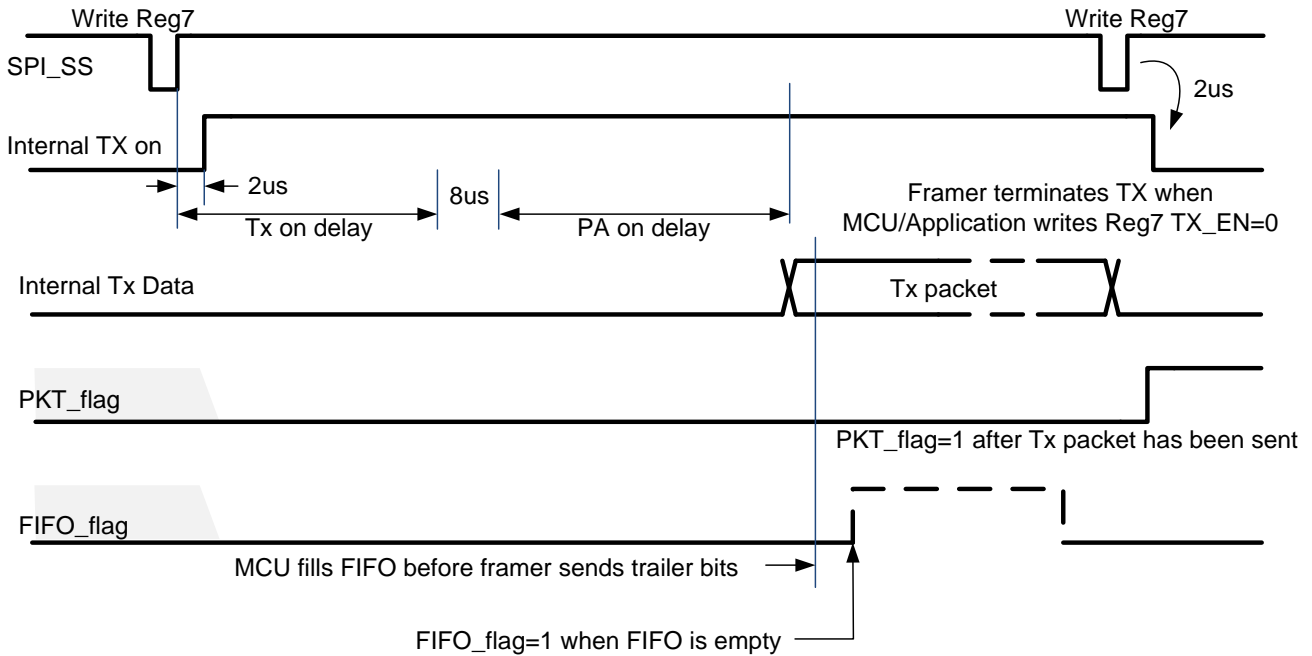 Write Reg7
Write Reg7
SPI_SS
2us
Internal TX on
2us
8us
Tx on delay
PA on delay
Framer terminates TX when
MCU/Application writes Reg7 TX_EN=0
Internal Tx Data
Tx packet
PKT_flag
PKT_flag=1 after Tx packet has been sent
FIFO_flag
MCU fills FIFO before framer sends trailer bits
FIFO_flag=1 when FIFO is empty